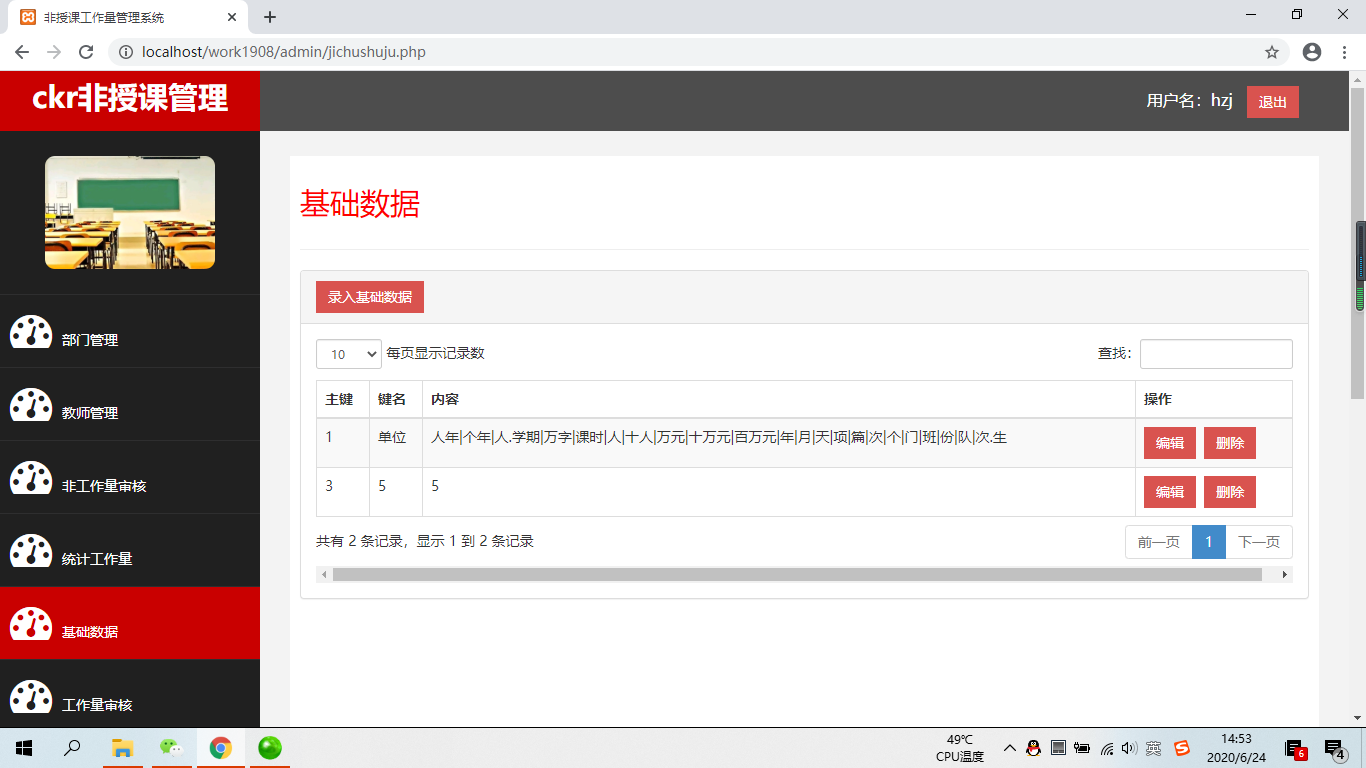 非授课工作量管理系统
localhost/work1908/admin/jichushuju.php
ckr非授课管理
用户名：hzj 退出
部门管理
教师管理
非工作量审核
统计工作量
基础数据
工作量审核
基础数据
录入基础数据
10 每页显示记录数 查找：
主键 键名 内容 操作
1 单位 人年|个年|人.学期|万字|课时|人|十人|万元|十万元|百万元|年|月|天|项|篇|次|个|门|班|份|队|次.生 编辑 删除
3 5 5 编辑 删除
共有 2 条记录，显示 1 到 2 条记录 前一页 1 下一页
49℃
CPU温度
英
14:53
2020/6/24
6
4